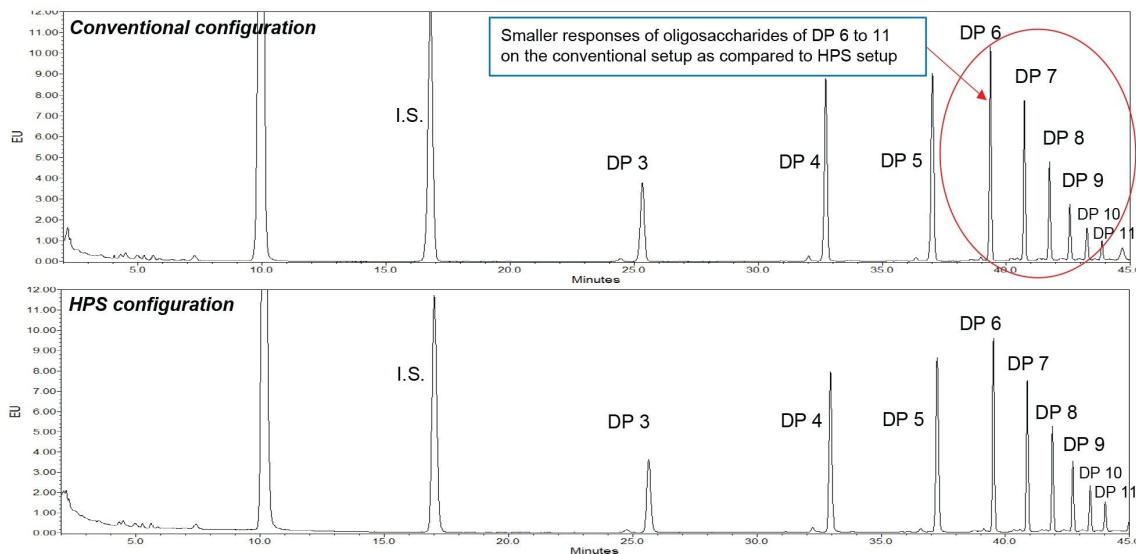 Conventional configuration
Smaller responses of oligosaccharides of DP 6 to 11
on the conventional setup as compared to HPS setup
12.00
11.00
10.00
9.00
8.00
7.00
6.00
5.00
4.00
3.00
2.00
1.00
0.00
EU
I.S.
DP 3
DP 4
DP 5
DP 6
DP 7
DP 8
DP 9
DP 10
DP 11
5.0
10.0
15.0
20.0
25.0
30.0
35.0
40.0
45.0
Minutes
HPS configuration
12.00
11.00
10.00
9.00
8.00
7.00
6.00
5.00
4.00
3.00
2.00
1.00
0.00
EU
I.S.
DP 3
DP 4
DP 5
DP 6
DP 7
DP 8
DP 9
DP 10
DP 11
5.0
10.0
15.0
20.0
25.0
30.0
35.0
40.0
45.0
Minutes